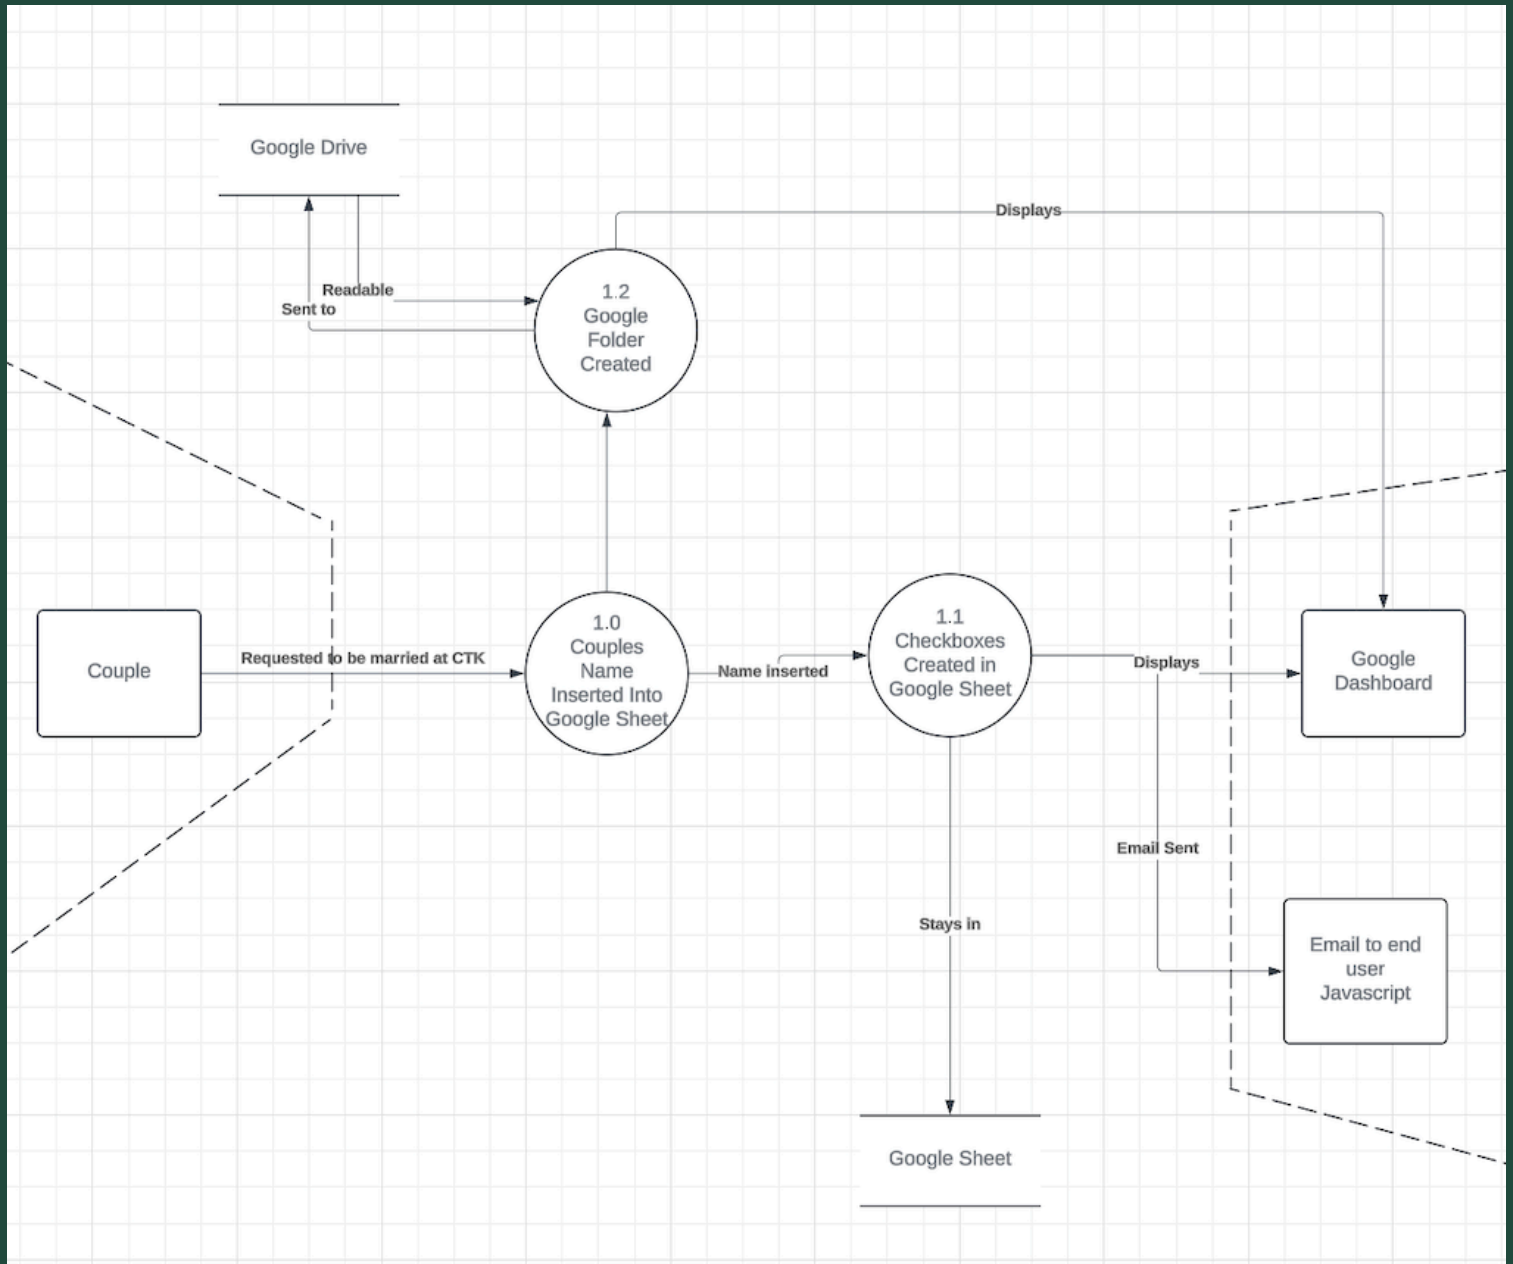 Google Drive
Displays
Readable
Sent to
1.2
Google
Folder
Created
Couple
Requested to be married at CTK
1.0
Couples
Name
Inserted Into
Google Sheet
Name inserted
1.1
Checkboxes
Created in
Google Sheet
Displays
Google
Dashboard
Email Sent
Stays in
Email to end
user
Javascript
Google Sheet